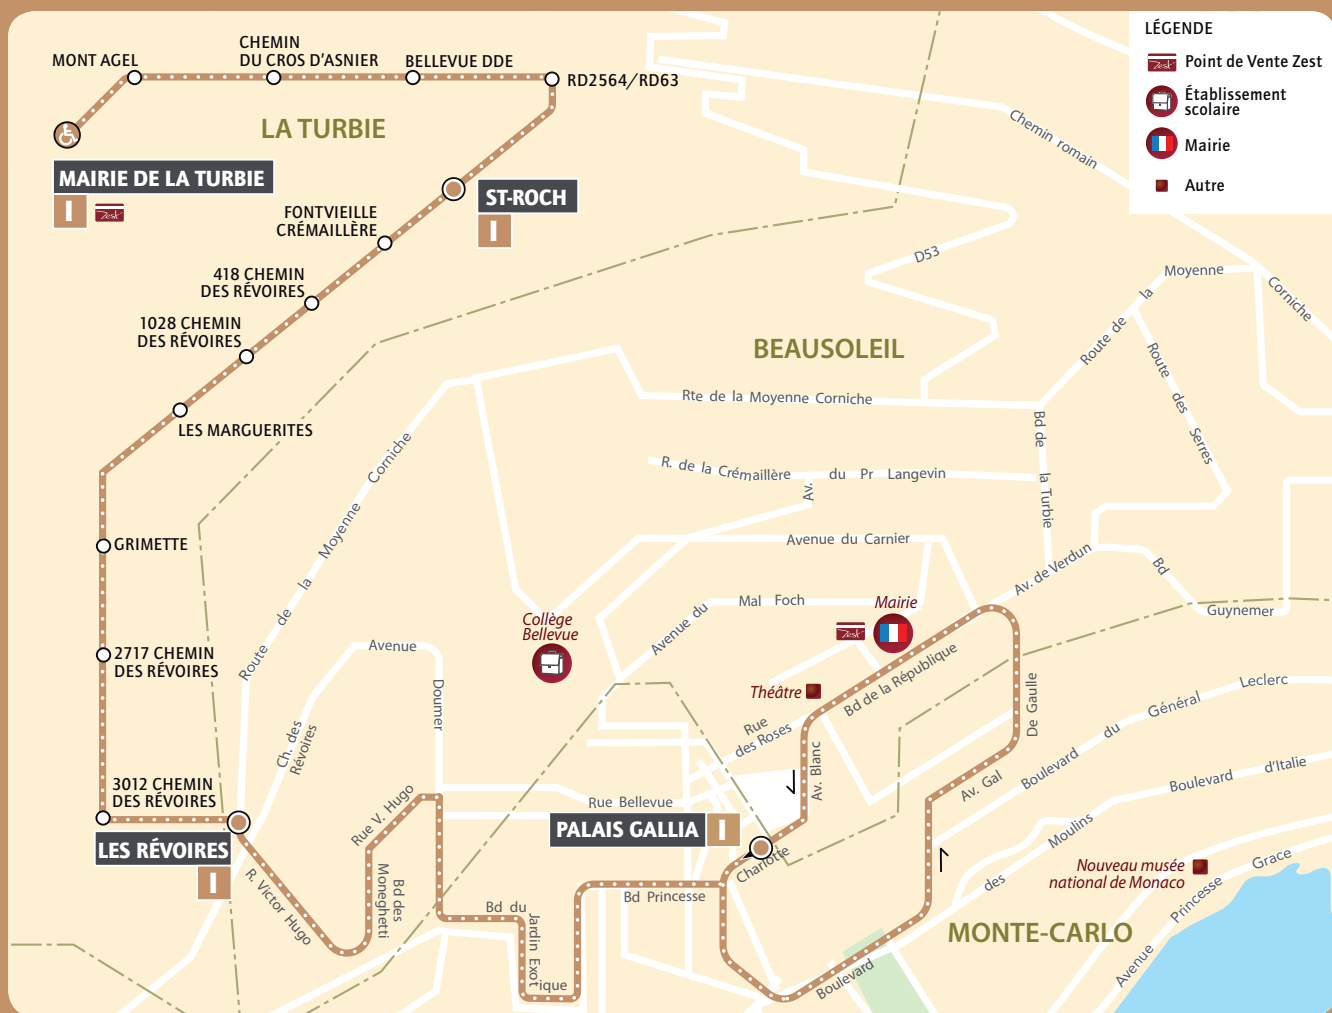 LÉGENDE
Point de Vente Zest
Établissement
scolaire
Mairie
Autre
MONT AGEL
CHEMIN
DU CROS D'ASNIER
BELLEVUE DDE
RD2564/RD63
LA TURBIE
MAIRIE DE LA TURBIE
I
Zest
ST-ROCH
I
FONTVIEILLE
CRÉMAILLÈRE
418 CHEMIN
DES RÉVOIRES
1028 CHEMIN
DES RÉVOIRES
LES MARGUERITES
GRIMETTE
2717 CHEMIN
DES RÉVOIRES
3012 CHEMIN
DES RÉVOIRES
LES RÉVOIRES
I
Chemin romain
D53
Moyenne
Corniche
Route de la
Route des Serres
BEAUSOLEIL
Rte de la Moyenne Corniche
Bd de la Turbie
R. de la Crémaillère
Av. du Pr Langevin
Route de la Moyenne Corniche
Avenue du Carnier
Av. de Verdun
Bd Guynemer
Avenue du Mal Foch
Mairie
Zest
Collège
Bellevue
Théâtre
Bd de la République
Rue
des Roses
Av. Blanc
Avenue Doumer
Ch. des
Révoires
Rue V. Hugo
Bd des
Moneghetti
R. Victor Hugo
Rue Bellevue
PALAIS GALLIA
I
Bd Princesse Charlotte
Bd du Jardin Exotique
Av. Gal De Gaulle
Boulevard du Général Leclerc
Boulevard d'Italie
Boulevard des Moulins
Nouveau musée
national de Monaco
Avenue Princesse Grace
MONTE-CARLO